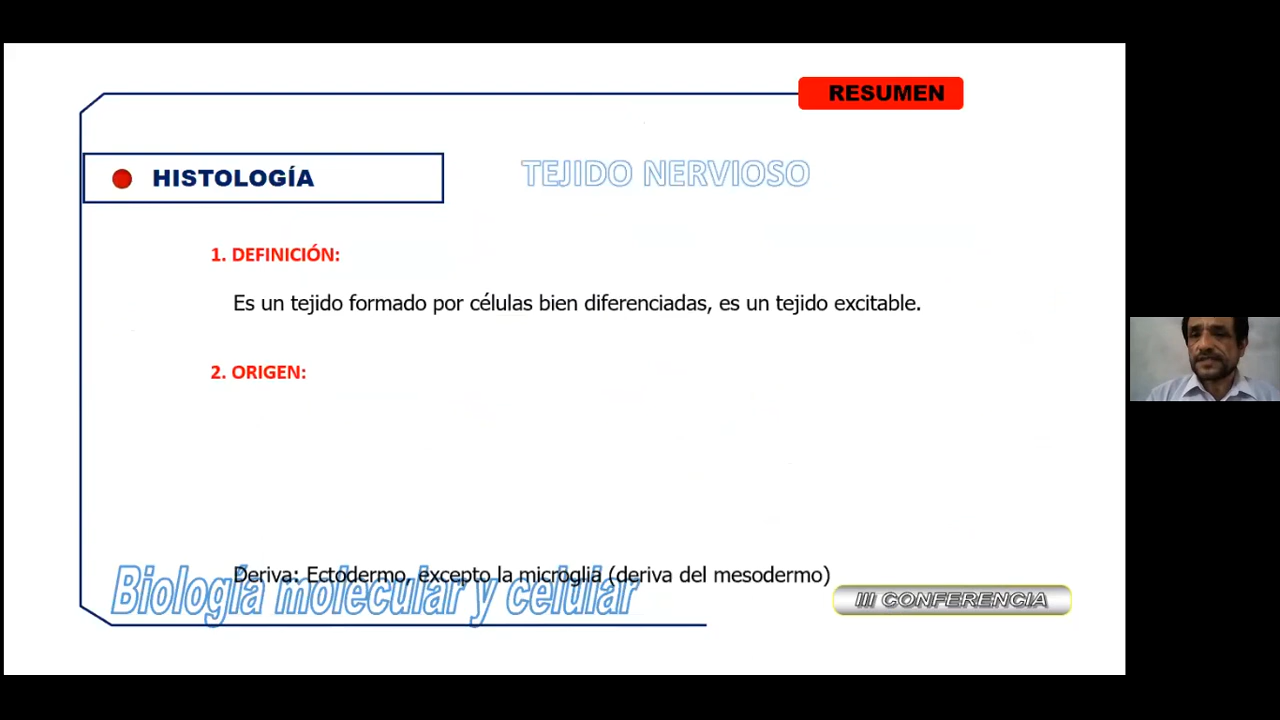 RESUMEN
HISTOLOGÍA
TEJIDO NERVIOSO
1. DEFINICIÓN:
Es un tejido formado por células bien diferenciadas, es un tejido excitable.
2. ORIGEN:
Deriva: Ectodermo, excepto la microglia (deriva del mesodermo)
Biología molecular y celular
III CONFERENCIA